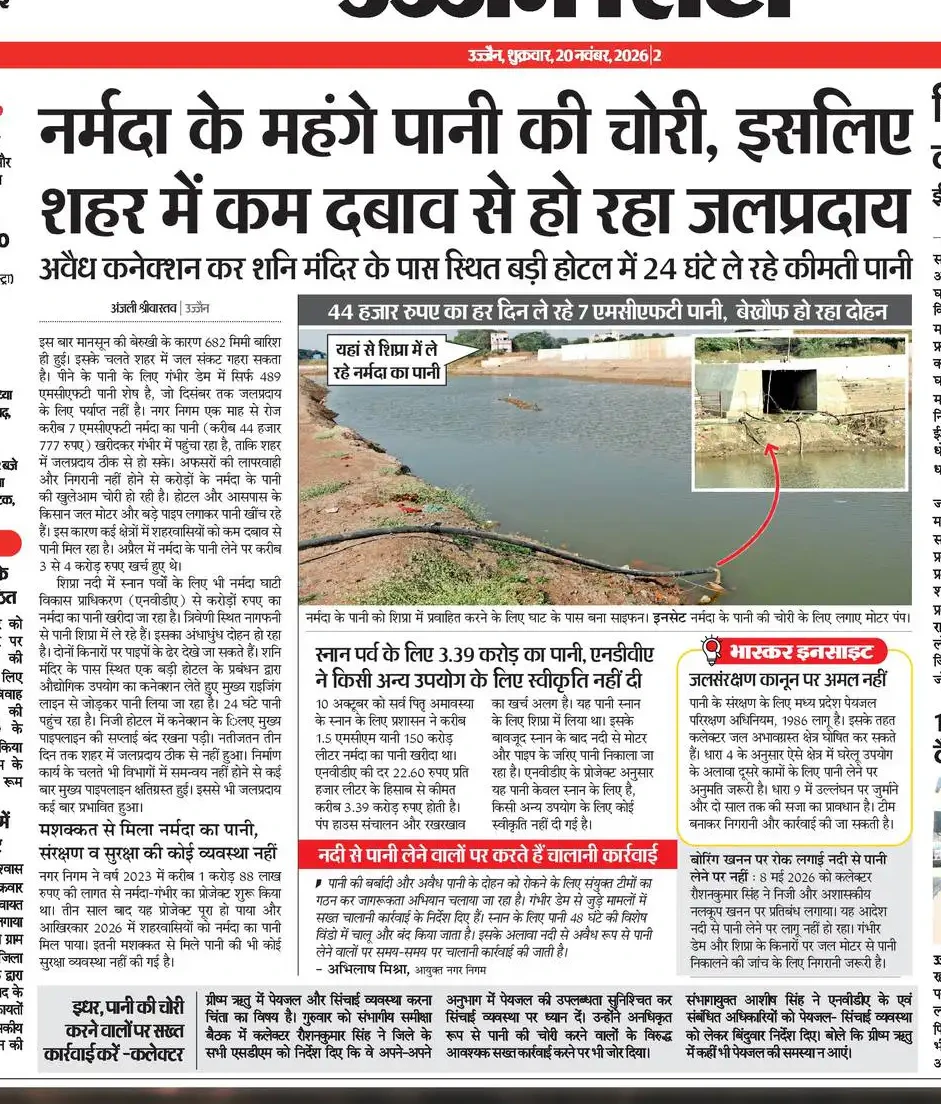 उज्जैन, शुक्रवार, 20 नवंबर, 2026|2
नर्मदा के महंगे पानी की चोरी, इसलिए
शहर में कम दबाव से हो रहा जलप्रदाय
अवैध कनेक्शन कर शनि मंदिर के पास स्थित बड़ी होटल में 24 घंटे ले रहे कीमती पानी
अंजली श्रीवास्तव | उज्जैन
इस बार मानसून की बेरुखी के कारण 682 मिमी बारिश
ही हुई। इसके चलते शहर में जल संकट गहरा सकता
है। पीने के पानी के लिए गंभीर डेम में सिर्फ 489
एमसीएफटी पानी शेष है, जो दिसंबर तक जलप्रदाय
के लिए पर्याप्त नहीं है। नगर निगम एक माह से रोज
करीब 7 एमसीएफटी नर्मदा का पानी (करीब 44 हजार
777 रुपए) खरीदकर गंभीर में पहुंचा रहा है, ताकि शहर
में जलप्रदाय ठीक से हो सके। अफसरों की लापरवाही
और निगरानी नहीं होने से करोड़ों के नर्मदा के पानी
की खुलेआम चोरी हो रही है। होटल और आसपास के
किसान जल मोटर और बड़े पाइप लगाकर पानी खींच रहे
हैं। इस कारण कई क्षेत्रों में शहरवासियों को कम दबाव से
पानी मिल रहा है। अप्रैल में नर्मदा के पानी लेने पर करीब
3 से 4 करोड़ रुपए खर्च हुए थे।
शिप्रा नदी में स्नान पर्वों के लिए भी नर्मदा घाटी
विकास प्राधिकरण (एनवीडीए) से करोड़ों रुपए का
नर्मदा का पानी खरीदा जा रहा है। त्रिवेणी स्थित नागफनी
से पानी शिप्रा में ले रहे हैं। इसका अंधाधुंध दोहन हो रहा
है। दोनों किनारों पर पाइपों के ढेर देखे जा सकते हैं। शनि
मंदिर के पास स्थित एक बड़ी होटल के प्रबंधन द्वारा
औद्योगिक उपयोग का कनेक्शन लेते हुए मुख्य राइजिंग
लाइन से जोड़कर पानी लिया जा रहा है। 24 घंटे पानी
पहुंच रहा है। निजी होटल में कनेक्शन के िलए मुख्य
पाइपलाइन की सप्लाई बंद रखना पड़ी। नतीजतन तीन
दिन तक शहर में जलप्रदाय ठीक से नहीं हुआ। निर्माण
कार्य के चलते भी विभागों में समन्वय नहीं होने से कई
बार मुख्य पाइपलाइन क्षतिग्रस्त हुई। इससे भी जलप्रदाय
कई बार प्रभावित हुआ।
मशक्कत से मिला नर्मदा का पानी,
संरक्षण व सुरक्षा की कोई व्यवस्था नहीं
नगर निगम ने वर्ष 2023 में करीब 1 करोड़ 88 लाख
रुपए की लागत से नर्मदा-गंभीर का प्रोजेक्ट शुरू किया
था। तीन साल बाद यह प्रोजेक्ट पूरा हो पाया और
आखिरकार 2026 में शहरवासियों को नर्मदा का पानी
मिल पाया। इतनी मशक्कत से मिले पानी की भी कोई
सुरक्षा व्यवस्था नहीं की गई है।
44 हजार रुपए का हर दिन ले रहे 7 एमसीएफटी पानी, बेखौफ हो रहा दोहन
यहां से शिप्रा में ले
रहे नर्मदा का पानी
नर्मदा के पानी को शिप्रा में प्रवाहित करने के लिए घाट के पास बना साइफन। इनसेट नर्मदा के पानी की चोरी के लिए लगाए मोटर पंप।
स्नान पर्व के लिए 3.39 करोड़ का पानी, एनडीवीए
ने किसी अन्य उपयोग के लिए स्वीकृति नहीं दी
10 अक्टूबर को सर्व पितृ अमावस्या
के स्नान के लिए प्रशासन ने करीब
1.5 एमसीएम यानी 150 करोड़
लीटर नर्मदा का पानी खरीदा था।
एनवीडीए की दर 22.60 रुपए प्रति
हजार लीटर के हिसाब से कीमत
करीब 3.39 करोड़ रुपए होती है।
पंप हाउस संचालन और रखरखाव
का खर्च अलग है। यह पानी स्नान
के लिए शिप्रा में लिया था। इसके
बावजूद स्नान के बाद नदी से मोटर
और पाइप के जरिए पानी निकाला जा
रहा है। एनवीडीए के प्रोजेक्ट अनुसार
यह पानी केवल स्नान के लिए है,
किसी अन्य उपयोग के लिए कोई
स्वीकृति नहीं दी गई है।
भास्कर इनसाइट
जलसंरक्षण कानून पर अमल नहीं
पानी के संरक्षण के लिए मध्य प्रदेश पेयजल
परिरक्षण अधिनियम, 1986 लागू है। इसके तहत
कलेक्टर जल अभावग्रस्त क्षेत्र घोषित कर सकते
हैं। धारा 4 के अनुसार ऐसे क्षेत्र में घरेलू उपयोग
के अलावा दूसरे कामों के लिए पानी लेने पर
अनुमति जरूरी है। धारा 9 में उल्लंघन पर जुर्माने
और दो साल तक की सजा का प्रावधान है। टीम
बनाकर निगरानी और कार्रवाई की जा सकती है।
नदी से पानी लेने वालों पर करते हैं चालानी कार्रवाई
पानी की बर्बादी और अवैध पानी के दोहन को रोकने के लिए संयुक्त टीमों का
गठन कर जागरूकता अभियान चलाया जा रहा है। गंभीर डेम से जुड़े मामलों में
सख्त चालानी कार्रवाई के निर्देश दिए हैं। स्नान के लिए पानी 48 घंटे की विशेष
विंडो में चालू और बंद किया जाता है। इसके अलावा नदी से अवैध रूप से पानी
लेने वालों पर समय-समय पर चालानी कार्रवाई की जाती है।
- अभिलाष मिश्रा, आयुक्त नगर निगम
बोरिंग खनन पर रोक लगाई नदी से पानी
लेने पर नहीं : 8 मई 2026 को कलेक्टर
रौशनकुमार सिंह ने निजी और अशासकीय
नलकूप खनन पर प्रतिबंध लगाया। यह आदेश
नदी से पानी लेने पर लागू नहीं हो रहा। गंभीर
डेम और शिप्रा के किनारों पर जल मोटर से पानी
निकालने की जांच के लिए निगरानी जरूरी है।
इधर, पानी की चोरी
करने वालों पर सख्त
कार्रवाई करें -कलेक्टर
ग्रीष्म ऋतु में पेयजल और सिंचाई व्यवस्था करना
चिंता का विषय है। गुरुवार को संभागीय समीक्षा
बैठक में कलेक्टर रौशनकुमार सिंह ने जिले के
सभी एसडीएम को निर्देश दिए कि वे अपने-अपने
अनुभाग में पेयजल की उपलब्धता सुनिश्चित कर
सिंचाई व्यवस्था पर ध्यान दें। उन्होंने अनधिकृत
रूप से पानी की चोरी करने वालों के विरुद्ध
आवश्यक सख्त कार्रवाई करने पर भी जोर दिया।
संभागायुक्त आशीष सिंह ने एनवीडीए के एवं
संबंधित अधिकारियों को पेयजल- सिंचाई व्यवस्था
को लेकर बिंदुवार निर्देश दिए। बोले कि ग्रीष्म ऋतु
में कहीं भी पेयजल की समस्या न आएं।